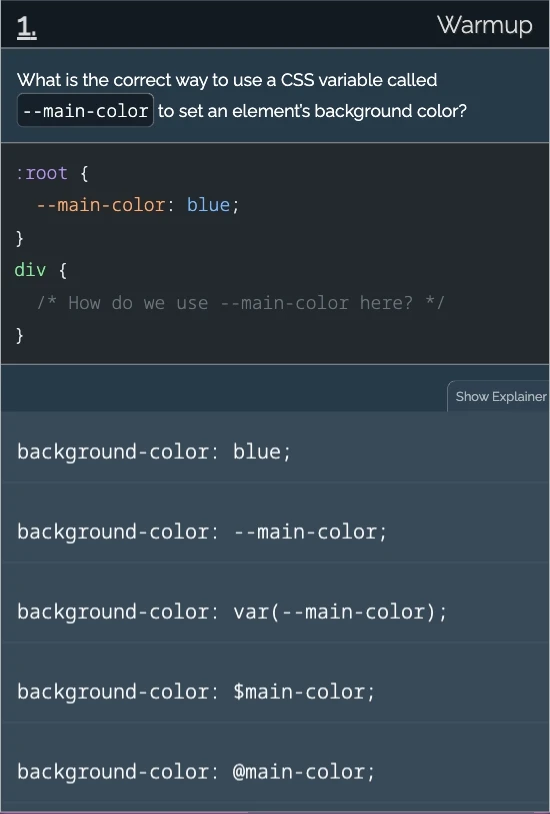 1.
Warmup
What is the correct way to use a CSS variable called
--main-color to set an element's background color?
:root {
--main-color: blue;
}
div {
/* How do we use --main-color here? */
}
Show Explainer
background-color: blue;
background-color: --main-color;
background-color: var(--main-color);
background-color: $main-color;
background-color: @main-color;